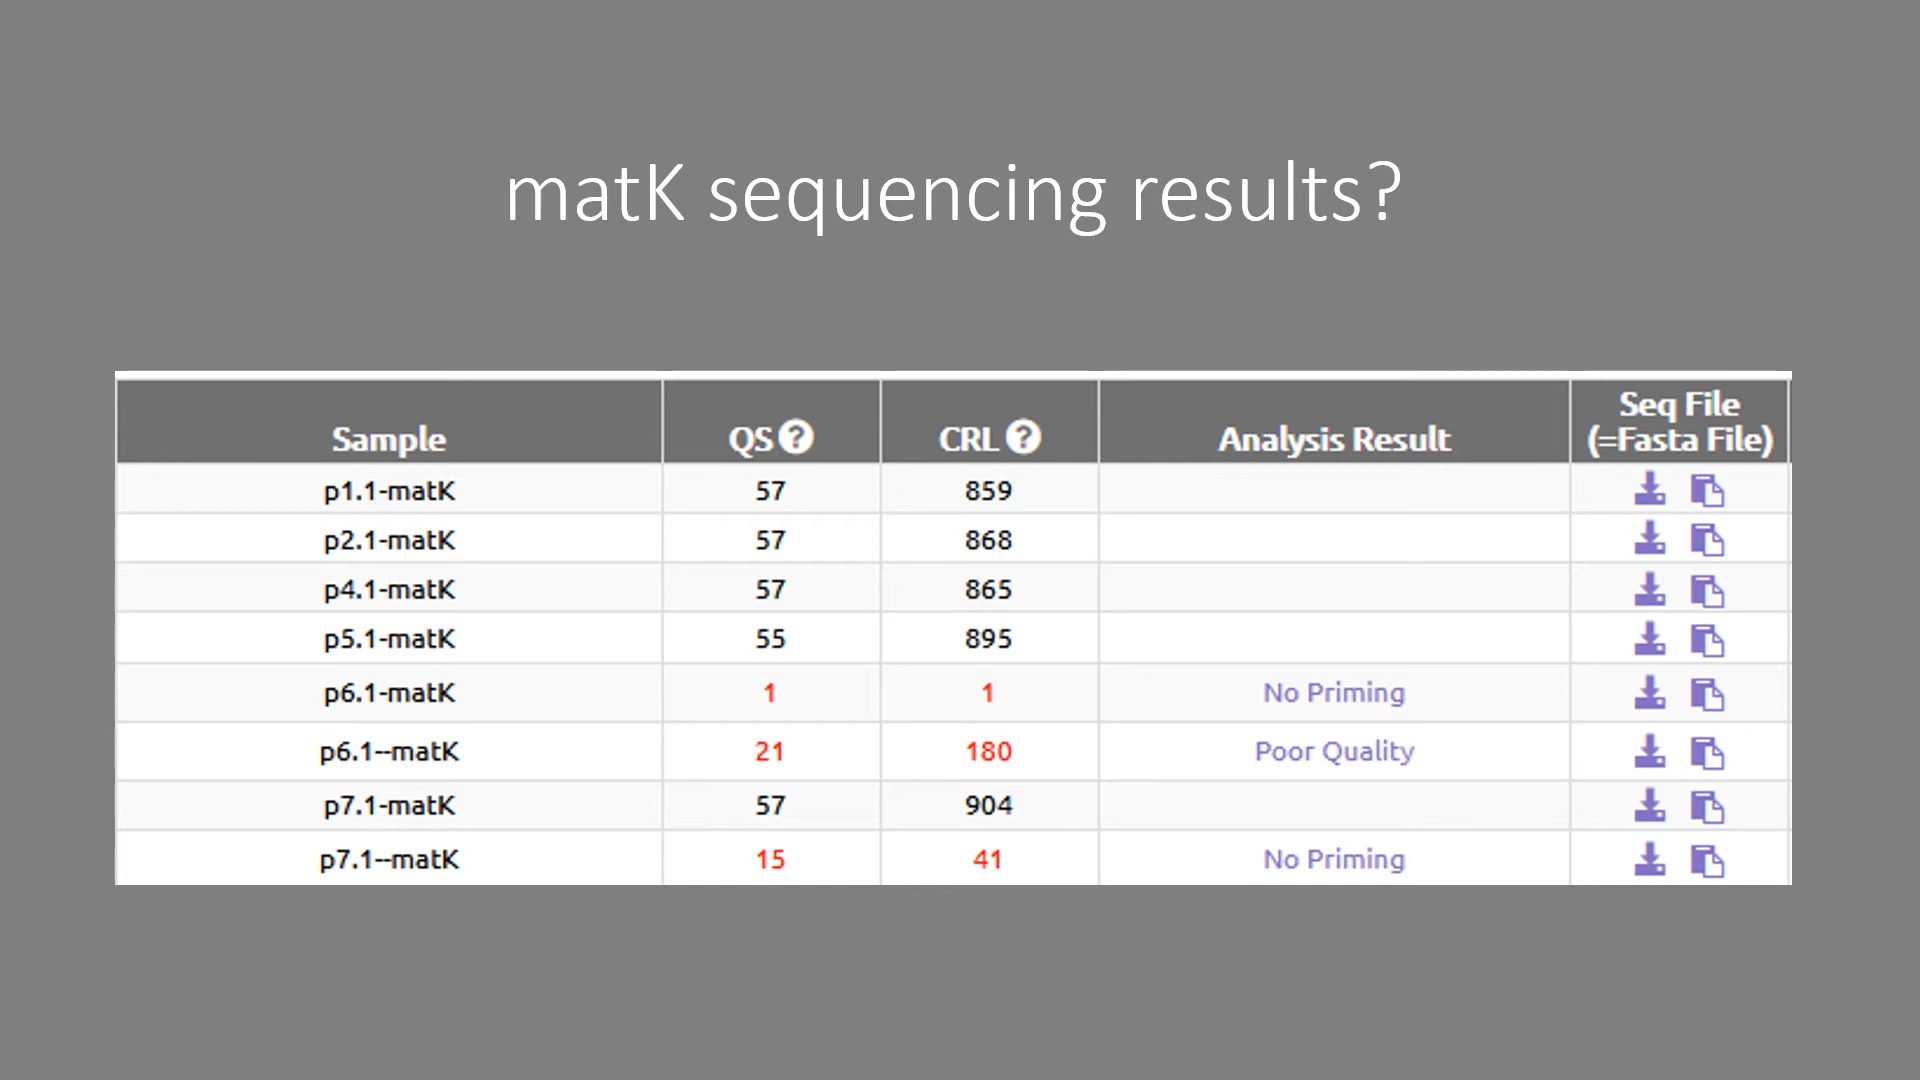 matK sequencing results?
Sample QS ? CRL ? Analysis Result Seq File (=Fasta File)
p1.1-matK 57 859
p2.1-matK 57 868
p4.1-matK 57 865
p5.1-matK 55 895
p6.1-matK 1 1 No Priming
p6.1--matK 21 180 Poor Quality
p7.1-matK 57 904
p7.1--matK 15 41 No Priming